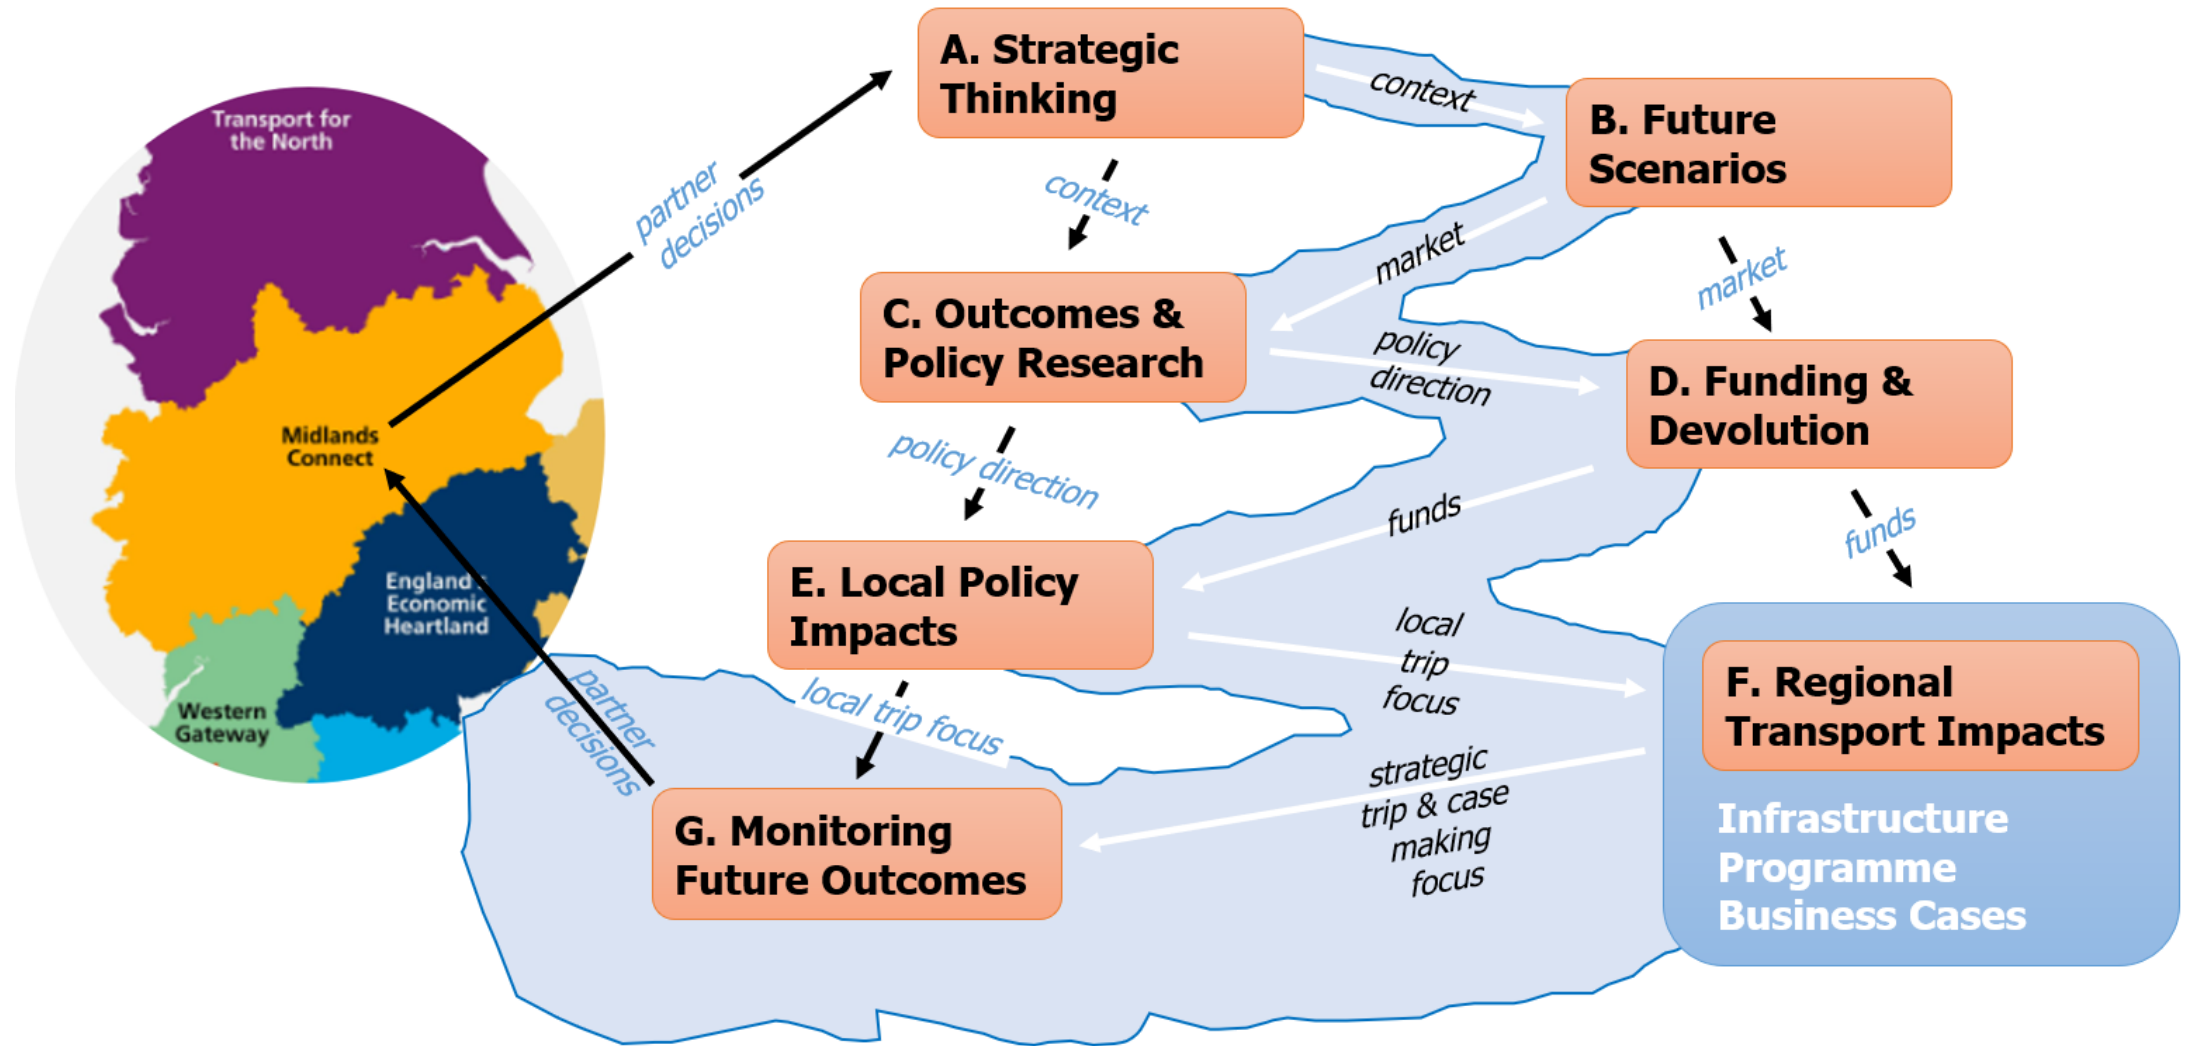 Transport for
the North
Midlands
Connect
England's
Economic
Heartland
Western
Gateway
partner
decisions
A. Strategic
Thinking
context
B. Future
Scenarios
context
market
market
C. Outcomes &
Policy Research
policy
direction
D. Funding &
Devolution
policy direction
funds
funds
E. Local Policy
Impacts
local
trip
focus
F. Regional
Transport Impacts
local trip focus
partner
decisions
strategic
trip & case
making
focus
G. Monitoring
Future Outcomes
Infrastructure
Programme
Business Cases